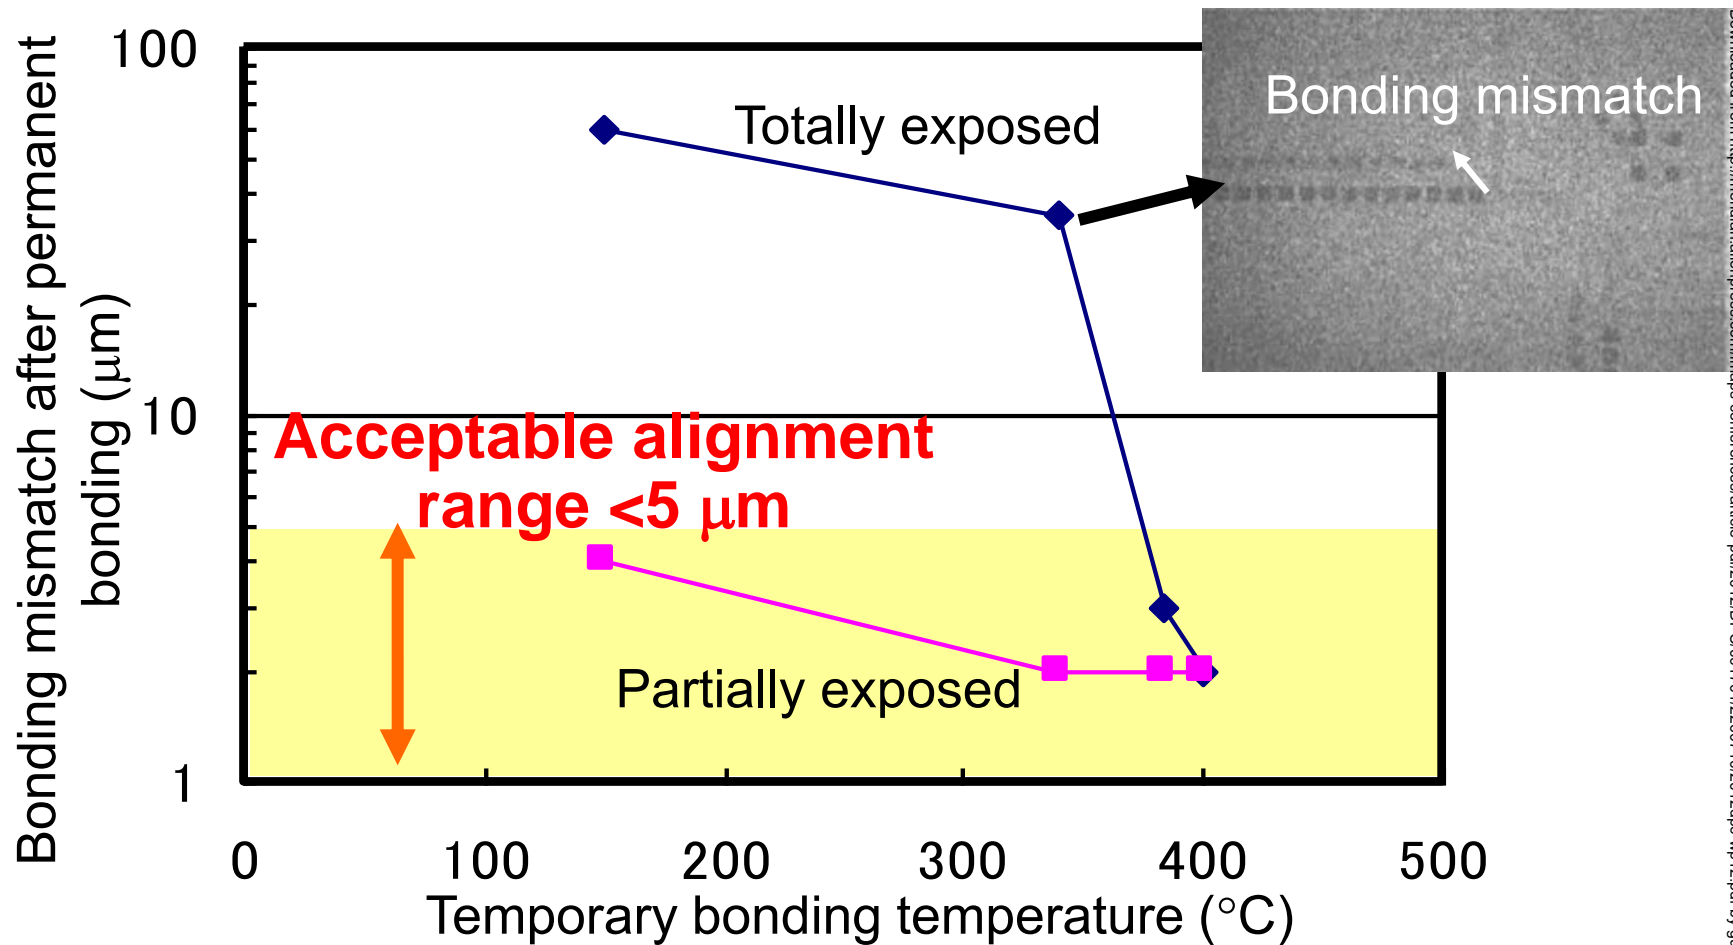 Bonding mismatch after permanent
bonding (μm)
100
10
1
Totally exposed
Bonding mismatch
Acceptable alignment
range <5 μm
Partially exposed
0 100 200 300 400 500
Temporary bonding temperature (°C)